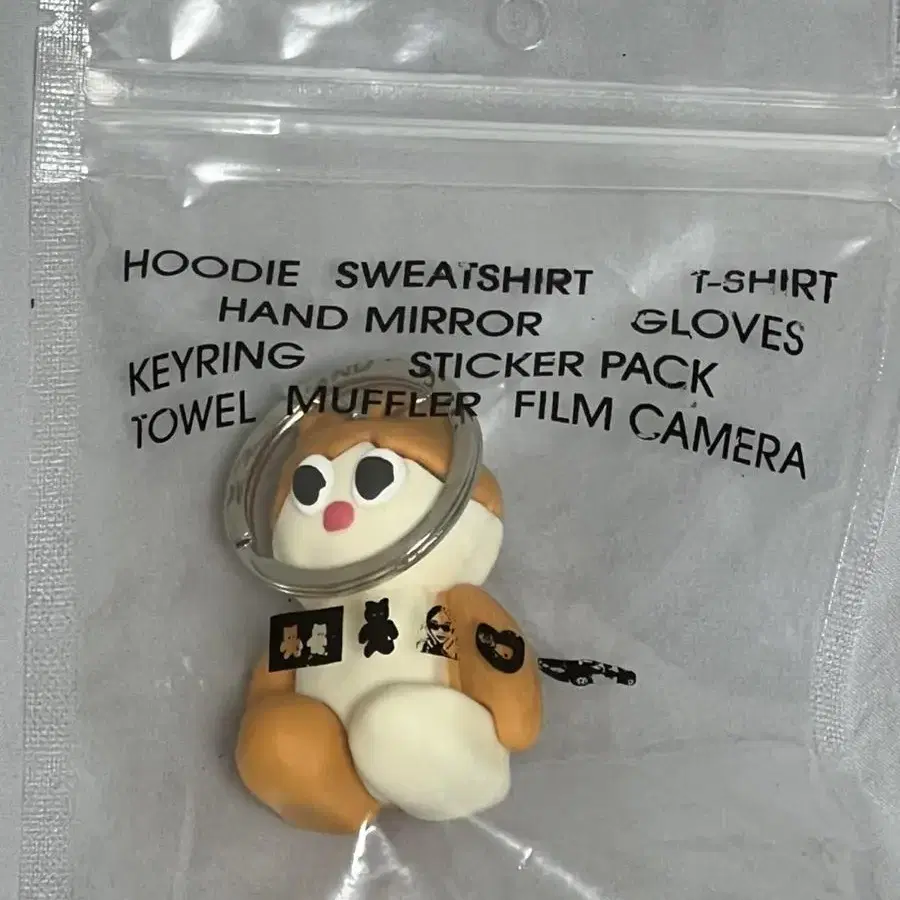 HOODIE SWEATSHIRT T-SHIRT
HAND MIRROR GLOVES
KEYRING STICKER PACK
TOWEL MUFFLER FILM CAMERA